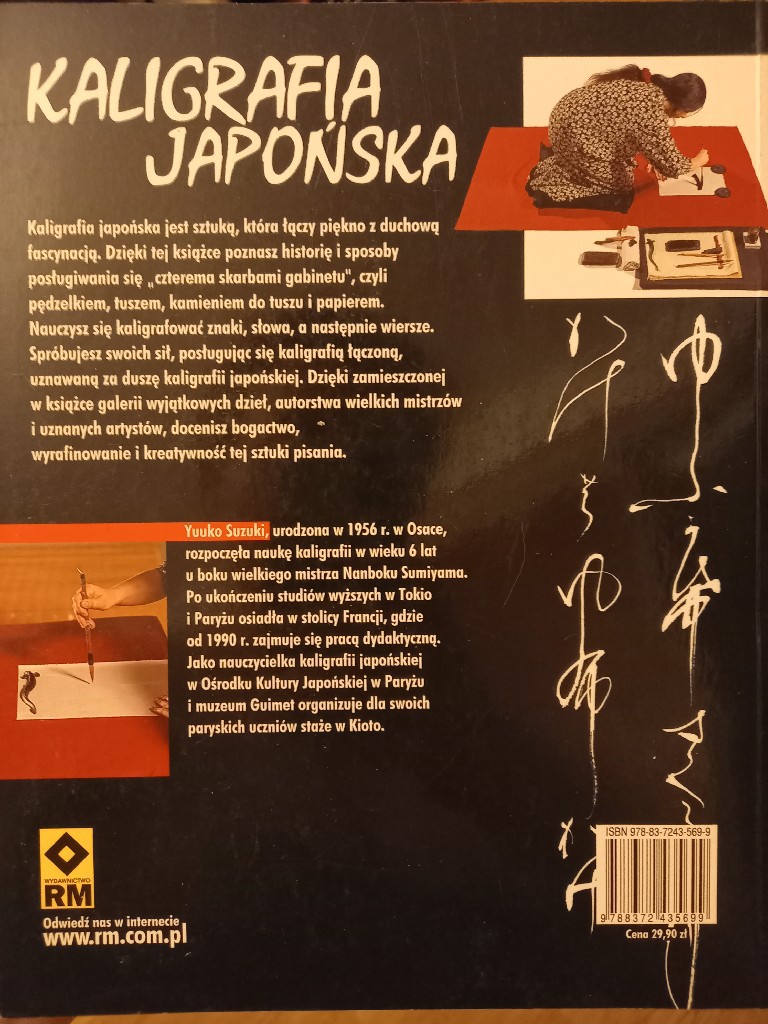 KALIGRAFIA
JAPOŃSKA
Kaligrafia japońska jest sztuką, która łączy piękno z duchową
fascynacją. Dzięki tej książce poznasz historię i sposoby
posługiwania się „czterema skarbami gabinetu", czyli
pędzelkiem, tuszem, kamieniem do tuszu i papierem.
Nauczysz się kaligrafować znaki, słowa, a następnie wiersze.
Spróbujesz swoich sił, posługując się kaligrafią łączoną,
uznawaną za duszę kaligrafii japońskiej. Dzięki zamieszczonej
w książce galerii wyjątkowych dzieł, autorstwa wielkich mistrzów
i uznanych artystów, docenisz bogactwo,
wyrafinowanie i kreatywność tej sztuki pisania.
Yuuko Suzuki, urodzona w 1956 r. w Osace,
rozpoczęła naukę kaligrafii w wieku 6 lat
u boku wielkiego mistrza Nanboku Sumiyama.
Po ukończeniu studiów wyższych w Tokio
i Paryżu osiadła w stolicy Francji, gdzie
od 1990 r. zajmuje się pracą dydaktyczną.
Jako nauczycielka kaligrafii japońskiej
w Ośrodku Kultury Japońskiej w Paryżu
i muzeum Guimet organizuje dla swoich
paryskich uczniów staże w Kioto.
WYDAWNICTWO
RM
Odwiedź nas w internecie
www.rm.com.pl
ISBN 978-83-7243-569-9
9 788372 435699
Cena 29,90 zł